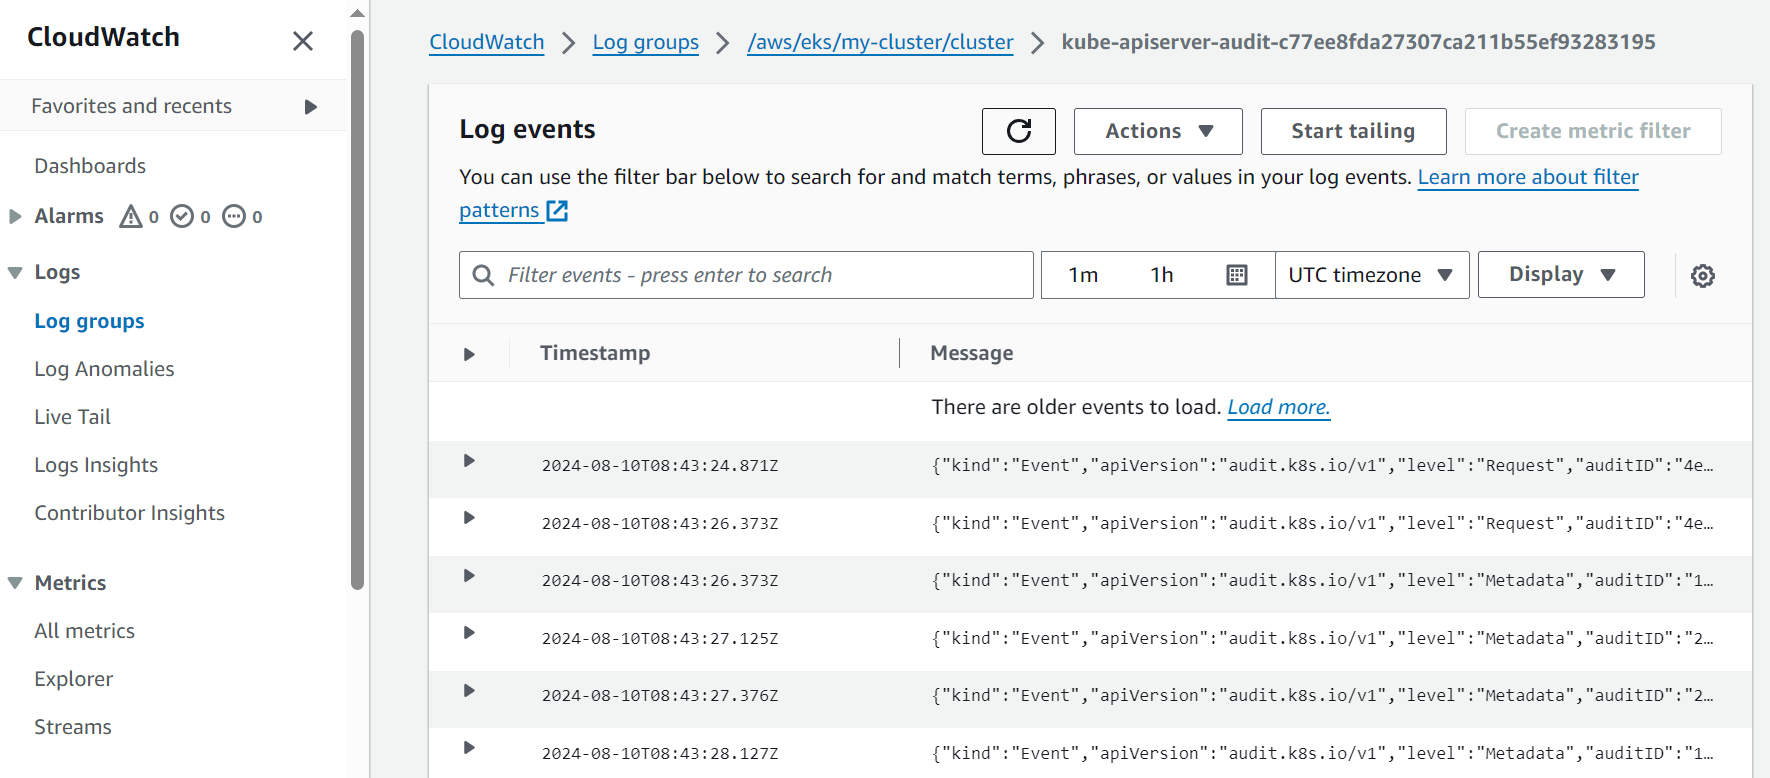 CloudWatch
Favorites and recents
Dashboards
Alarms 0 0 0
Logs
Log groups
Log Anomalies
Live Tail
Logs Insights
Contributor Insights
Metrics
All metrics
Explorer
Streams
CloudWatch > Log groups > /aws/eks/my-cluster/cluster > kube-apiserver-audit-c77ee8fda27307ca211b55ef93283195
Log events
Actions
Start tailing
Create metric filter
You can use the filter bar below to search for and match terms, phrases, or values in your log events. Learn more about filter
patterns
Filter events - press enter to search
1m 1h UTC timezone Display
Timestamp Message
There are older events to load. Load more.
2024-08-10T08:43:24.871Z {"kind":"Event","apiVersion":"audit.k8s.io/v1","level":"Request","auditID":"4e…
2024-08-10T08:43:26.373Z {"kind":"Event","apiVersion":"audit.k8s.io/v1","level":"Request","auditID":"4e…
2024-08-10T08:43:26.373Z {"kind":"Event","apiVersion":"audit.k8s.io/v1","level":"Metadata","auditID":"1…
2024-08-10T08:43:27.125Z {"kind":"Event","apiVersion":"audit.k8s.io/v1","level":"Metadata","auditID":"2…
2024-08-10T08:43:27.376Z {"kind":"Event","apiVersion":"audit.k8s.io/v1","level":"Metadata","auditID":"2…
2024-08-10T08:43:28.127Z {"kind":"Event","apiVersion":"audit.k8s.io/v1","level":"Metadata","auditID":"1…